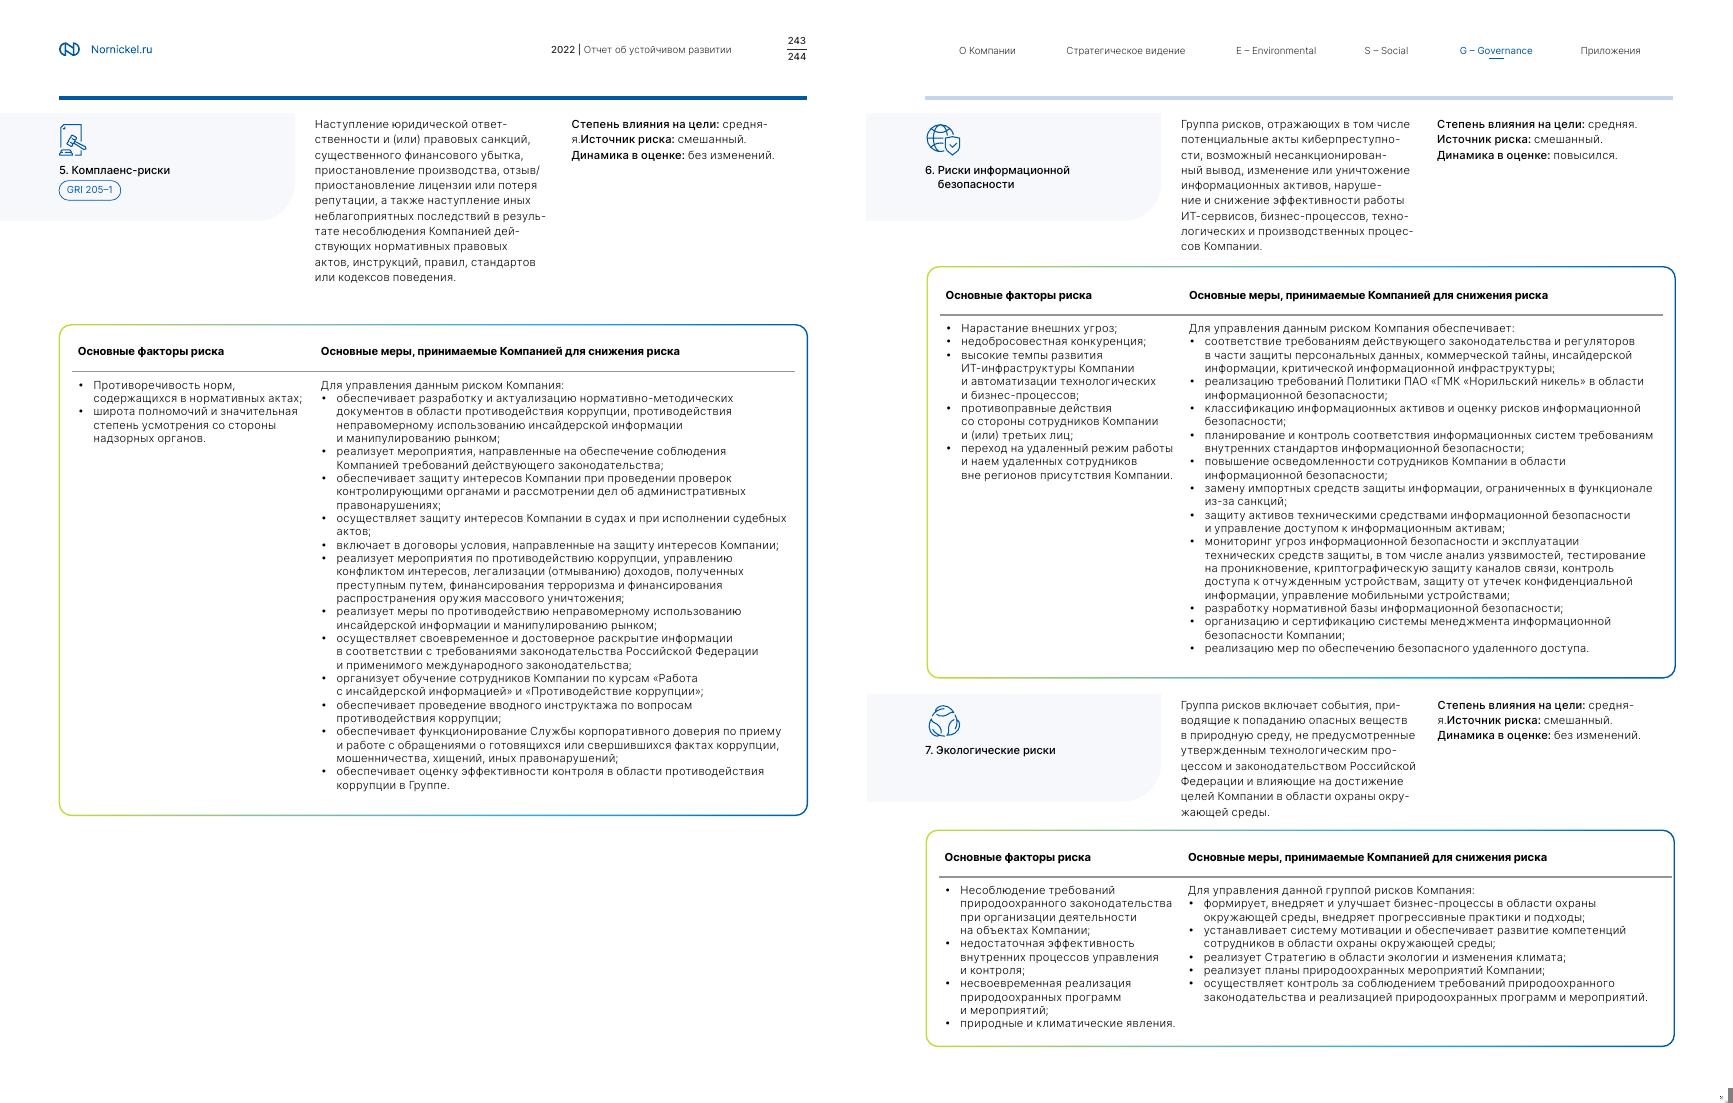 Nornickel.ru
2022 | Отчет об устойчивом развитии
243
244
5. Комплаенс-риски
GRI 205–1
Наступление юридической ответ-
ственности и (или) правовых санкций,
существенного финансового убытка,
приостановление производства, отзыв/
приостановление лицензии или потеря
репутации, а также наступление иных
неблагоприятных последствий в резуль-
тате несоблюдения Компанией дей-
ствующих нормативных правовых
актов, инструкций, правил, стандартов
или кодексов поведения.
Степень влияния на цели: средня-
я.Источник риска: смешанный.
Динамика в оценке: без изменений.
Основные факторы риска
Основные меры, принимаемые Компанией для снижения риска
• Противоречивость норм,
содержащихся в нормативных актах;
• широта полномочий и значительная
степень усмотрения со стороны
надзорных органов.
Для управления данным риском Компания:
• обеспечивает разработку и актуализацию нормативно-методических
документов в области противодействия коррупции, противодействия
неправомерному использованию инсайдерской информации
и манипулированию рынком;
• реализует мероприятия, направленные на обеспечение соблюдения
Компанией требований действующего законодательства;
• обеспечивает защиту интересов Компании при проведении проверок
контролирующими органами и рассмотрении дел об административных
правонарушениях;
• осуществляет защиту интересов Компании в судах и при исполнении судебных
актов;
• включает в договоры условия, направленные на защиту интересов Компании;
• реализует мероприятия по противодействию коррупции, управлению
конфликтом интересов, легализации (отмыванию) доходов, полученных
преступным путем, финансирования терроризма и финансирования
распространения оружия массового уничтожения;
• реализует меры по противодействию неправомерному использованию
инсайдерской информации и манипулированию рынком;
• осуществляет своевременное и достоверное раскрытие информации
в соответствии с требованиями законодательства Российской Федерации
и применимого международного законодательства;
• организует обучение сотрудников Компании по курсам «Работа
с инсайдерской информацией» и «Противодействие коррупции»;
• обеспечивает проведение вводного инструктажа по вопросам
противодействия коррупции;
• обеспечивает функционирование Службы корпоративного доверия по приему
и работе с обращениями о готовящихся или свершившихся фактах коррупции,
мошенничества, хищений, иных правонарушений;
• обеспечивает оценку эффективности контроля в области противодействия
коррупции в Группе.
О Компании
Стратегическое видение
E – Environmental
S – Social
G – Governance
Приложения
6. Риски информационной
безопасности
Группа рисков, отражающих в том числе
потенциальные акты киберпреступно-
сти, возможный несанкционирован-
ный вывод, изменение или уничтожение
информационных активов, наруше-
ние и снижение эффективности работы
ИТ-сервисов, бизнес-процессов, техно-
логических и производственных процес-
сов Компании.
Степень влияния на цели: средняя.
Источник риска: смешанный.
Динамика в оценке: повысился.
Основные факторы риска
Основные меры, принимаемые Компанией для снижения риска
• Нарастание внешних угроз;
• недобросовестная конкуренция;
• высокие темпы развития
ИТ-инфраструктуры Компании
и автоматизации технологических
и бизнес-процессов;
• противоправные действия
со стороны сотрудников Компании
и (или) третьих лиц;
• переход на удаленный режим работы
и наем удаленных сотрудников
вне регионов присутствия Компании.
Для управления данным риском Компания обеспечивает:
• соответствие требованиям действующего законодательства и регуляторов
в части защиты персональных данных, коммерческой тайны, инсайдерской
информации, критической информационной инфраструктуры;
• реализацию требований Политики ПАО «ГМК «Норильский никель» в области
информационной безопасности;
• классификацию информационных активов и оценку рисков информационной
безопасности;
• планирование и контроль соответствия информационных систем требованиям
внутренних стандартов информационной безопасности;
• повышение осведомленности сотрудников Компании в области
информационной безопасности;
• замену импортных средств защиты информации, ограниченных в функционале
из-за санкций;
• защиту активов техническими средствами информационной безопасности
и управление доступом к информационным активам;
• мониторинг угроз информационной безопасности и эксплуатации
технических средств защиты, в том числе анализ уязвимостей, тестирование
на проникновение, криптографическую защиту каналов связи, контроль
доступа к отчужденным устройствам, защиту от утечек конфиденциальной
информации, управление мобильными устройствами;
• разработку нормативной базы информационной безопасности;
• организацию и сертификацию системы менеджмента информационной
безопасности Компании;
• реализацию мер по обеспечению безопасного удаленного доступа.
7. Экологические риски
Группа рисков включает события, при-
водящие к попаданию опасных веществ
в природную среду, не предусмотренные
утвержденным технологическим про-
цессом и законодательством Российской
Федерации и влияющие на достижение
целей Компании в области охраны окру-
жающей среды.
Степень влияния на цели: средня-
я.Источник риска: смешанный.
Динамика в оценке: без изменений.
Основные факторы риска
Основные меры, принимаемые Компанией для снижения риска
• Несоблюдение требований
природоохранного законодательства
при организации деятельности
на объектах Компании;
• недостаточная эффективность
внутренних процессов управления
и контроля;
• несвоевременная реализация
природоохранных программ
и мероприятий;
• природные и климатические явления.
Для управления данной группой рисков Компания:
• формирует, внедряет и улучшает бизнес-процессы в области охраны
окружающей среды, внедряет прогрессивные практики и подходы;
• устанавливает систему мотивации и обеспечивает развитие компетенций
сотрудников в области охраны окружающей среды;
• реализует Стратегию в области экологии и изменения климата;
• реализует планы природоохранных мероприятий Компании;
• осуществляет контроль за соблюдением требований природоохранного
законодательства и реализацией природоохранных программ и мероприятий.